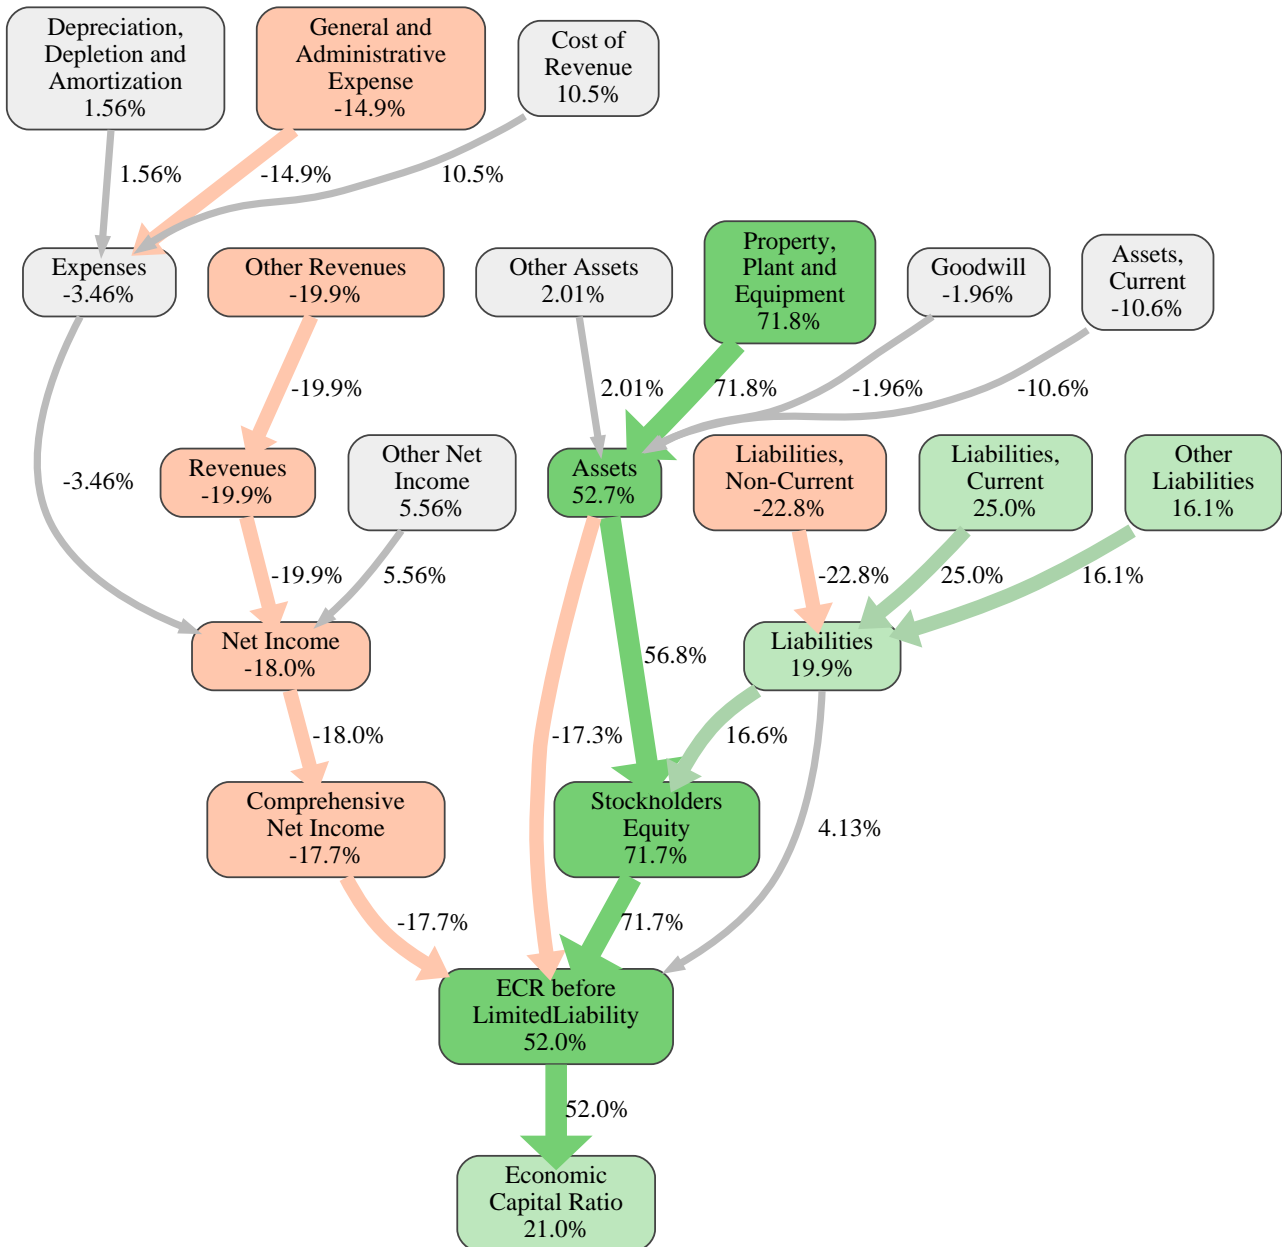 Depreciation,
Depletion and
Amortization
1.56%
General and
Administrative
Expense
-14.9%
Cost of
Revenue
10.5%
1.56%
-14.9%
10.5%
Expenses
-3.46%
Other Revenues
-19.9%
Other Assets
2.01%
Property,
Plant and
Equipment
71.8%
Goodwill
-1.96%
Assets,
Current
-10.6%
-19.9%
2.01%
71.8%
-1.96%
-10.6%
-3.46%
Revenues
-19.9%
Other Net
Income
5.56%
Assets
52.7%
Liabilities,
Non-Current
-22.8%
Liabilities,
Current
25.0%
Other
Liabilities
16.1%
-19.9%
5.56%
-22.8%
25.0%
16.1%
Net Income
-18.0%
56.8%
Liabilities
19.9%
-18.0%
-17.3%
16.6%
Comprehensive
Net Income
-17.7%
Stockholders
Equity
71.7%
4.13%
-17.7%
71.7%
ECR before
LimitedLiability
52.0%
52.0%
Economic
Capital Ratio
21.0%